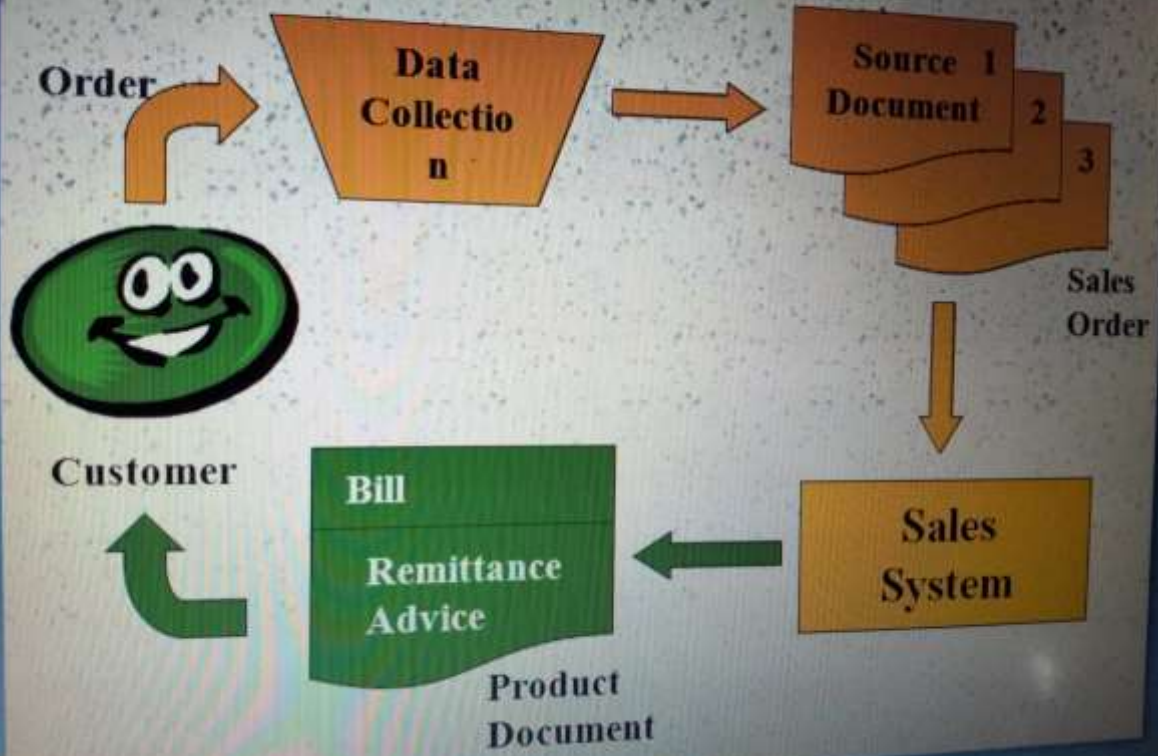 Order
Data
Collectio
n
Source 1
Document
2
3
Sales
Order
Customer
Bill
Remittance
Advice
Sales
System
Product
Document